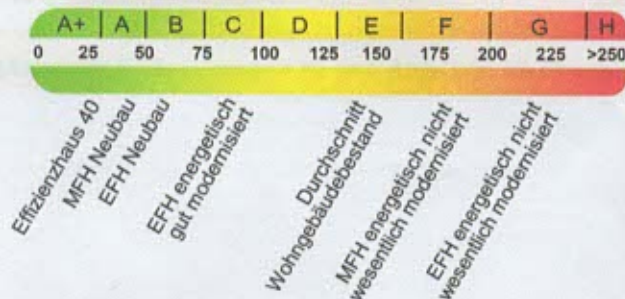 A+ A B C D E F G H
0 25 50 75 100 125 150 175 200 225 >250
Effizienzhaus 40
MFH Neubau
EFH Neubau
EFH energetisch
gut modernisiert
Durchschnitt
Wohngebäudebestand
MFH energetisch nicht
wesentlich modernisiert
EFH energetisch nicht
wesentlich modernisiert